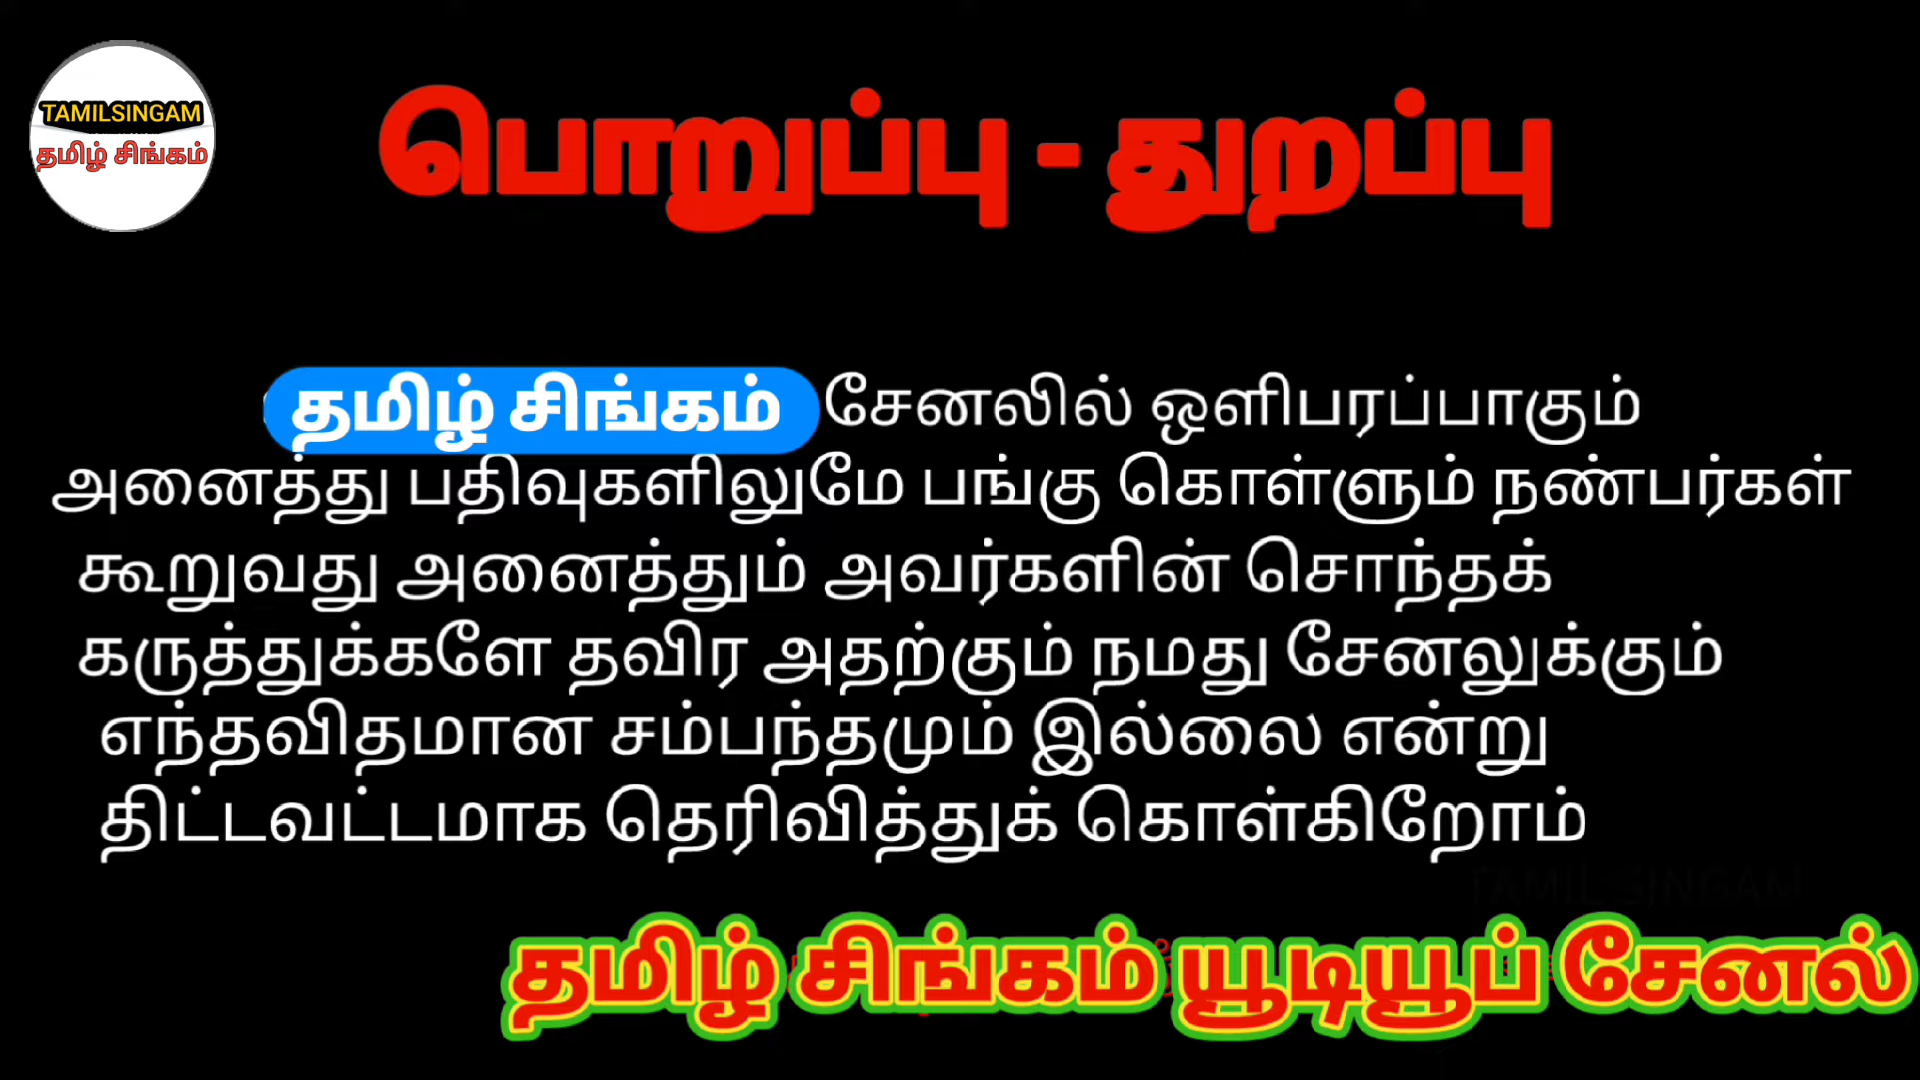 TAMILSINGAM
தமிழ் சிங்கம்
பொறுப்பு - துறப்பு
தமிழ் சிங்கம் சேனலில் ஒளிபரப்பாகும்
அனைத்து பதிவுகளிலுமே பங்கு கொள்ளும் நண்பர்கள்
கூறுவது அனைத்தும் அவர்களின் சொந்தக்
கருத்துக்களே தவிர அதற்கும் நமது சேனலுக்கும்
எந்தவிதமான சம்பந்தமும் இல்லை என்று
திட்டவட்டமாக தெரிவித்துக் கொள்கிறோம்
TAMIL SINGAM
தமிழ் சிங்கம் யூடியூப் சேனல்